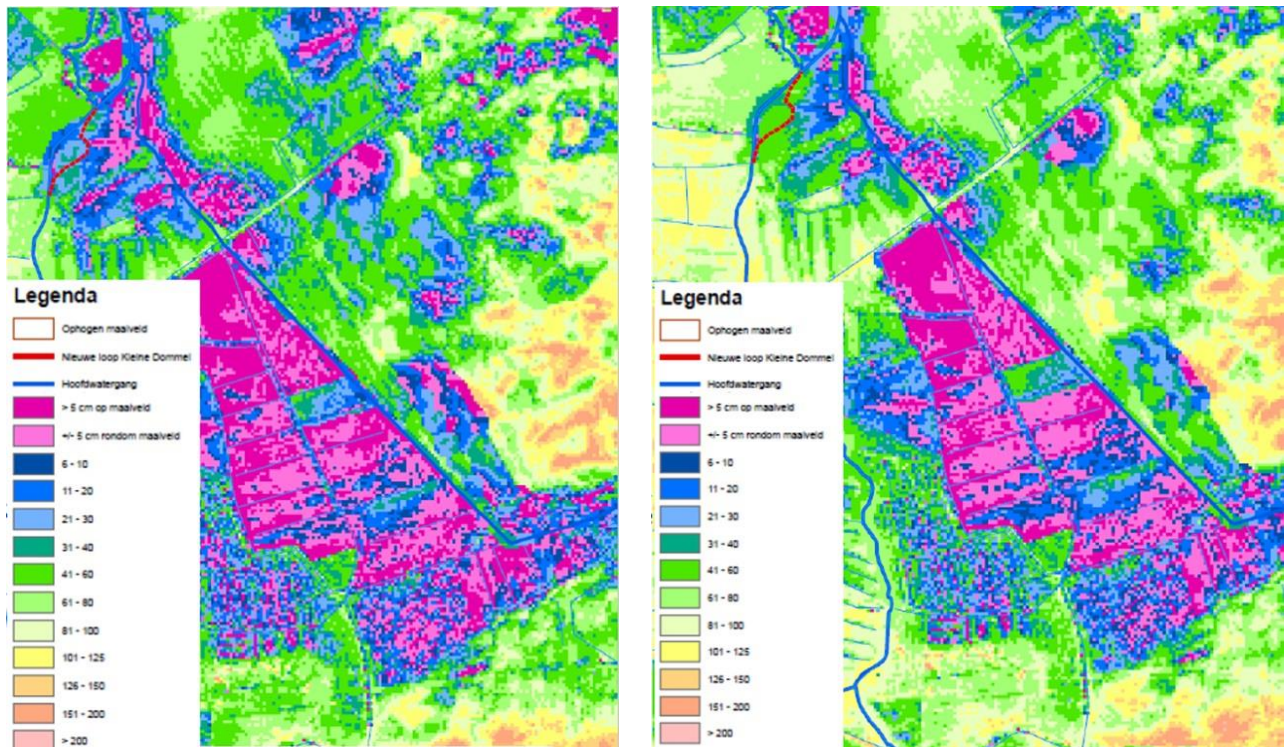 Legenda
Ophogen maaiveld
Nieuwe loop Kleine Dommel
Hoofdwatergang
> 5 cm op maaiveld
+/- 5 cm rondom maaiveld
6 - 10
11 - 20
21 - 30
31 - 40
41 - 60
61 - 80
81 - 100
101 - 125
126 - 150
151 - 200
> 200
Legenda
Ophogen maaiveld
Nieuwe loop Kleine Dommel
Hoofdwatergang
> 5 cm op maaiveld
+/- 5 cm rondom maaiveld
6 - 10
11 - 20
21 - 30
31 - 40
41 - 60
61 - 80
81 - 100
101 - 125
126 - 150
151 - 200
> 200